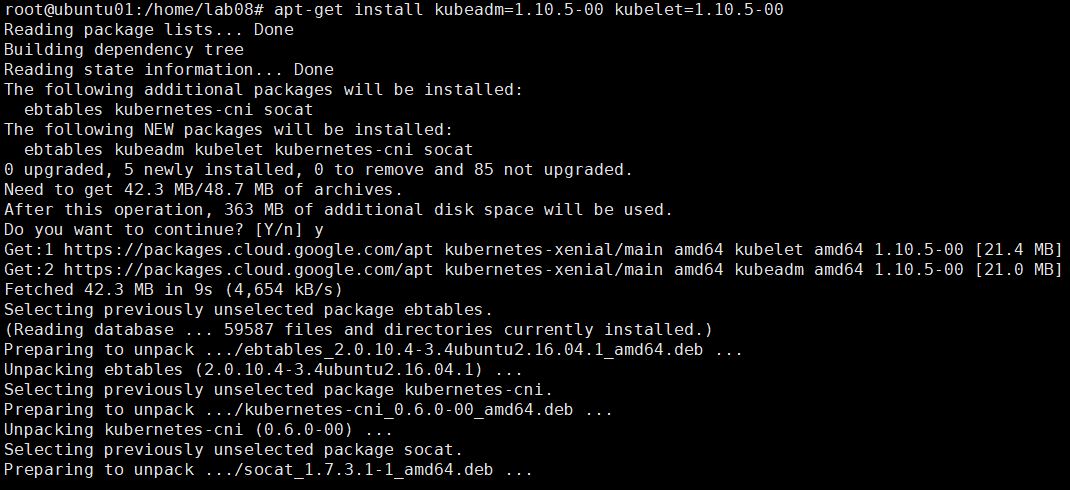 root@ubuntu01:/home/lab08# apt-get install kubeadm=1.10.5-00 kubelet=1.10.5-00
Reading package lists... Done
Building dependency tree
Reading state information... Done
The following additional packages will be installed:
  ebtables kubernetes-cni socat
The following NEW packages will be installed:
  ebtables kubeadm kubelet kubernetes-cni socat
0 upgraded, 5 newly installed, 0 to remove and 85 not upgraded.
Need to get 42.3 MB/48.7 MB of archives.
After this operation, 363 MB of additional disk space will be used.
Do you want to continue? [Y/n] y
Get:1 https://packages.cloud.google.com/apt kubernetes-xenial/main amd64 kubelet amd64 1.10.5-00 [21.4 MB]
Get:2 https://packages.cloud.google.com/apt kubernetes-xenial/main amd64 kubeadm amd64 1.10.5-00 [21.0 MB]
Fetched 42.3 MB in 9s (4,654 kB/s)
Selecting previously unselected package ebtables.
(Reading database ... 59587 files and directories currently installed.)
Preparing to unpack .../ebtables_2.0.10.4-3.4ubuntu2.16.04.1_amd64.deb ...
Unpacking ebtables (2.0.10.4-3.4ubuntu2.16.04.1) ...
Selecting previously unselected package kubernetes-cni.
Preparing to unpack .../kubernetes-cni_0.6.0-00_amd64.deb ...
Unpacking kubernetes-cni (0.6.0-00) ...
Selecting previously unselected package socat.
Preparing to unpack .../socat_1.7.3.1-1_amd64.deb ...